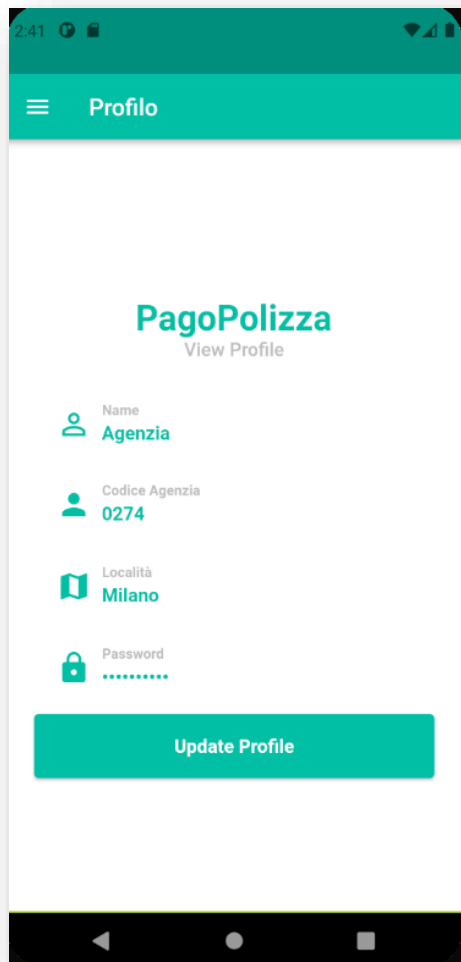 2:41
Profilo
PagoPolizza
View Profile
Name
Agenzia
Codice Agenzia
0274
Località
Milano
Password
••••••••••
Update Profile